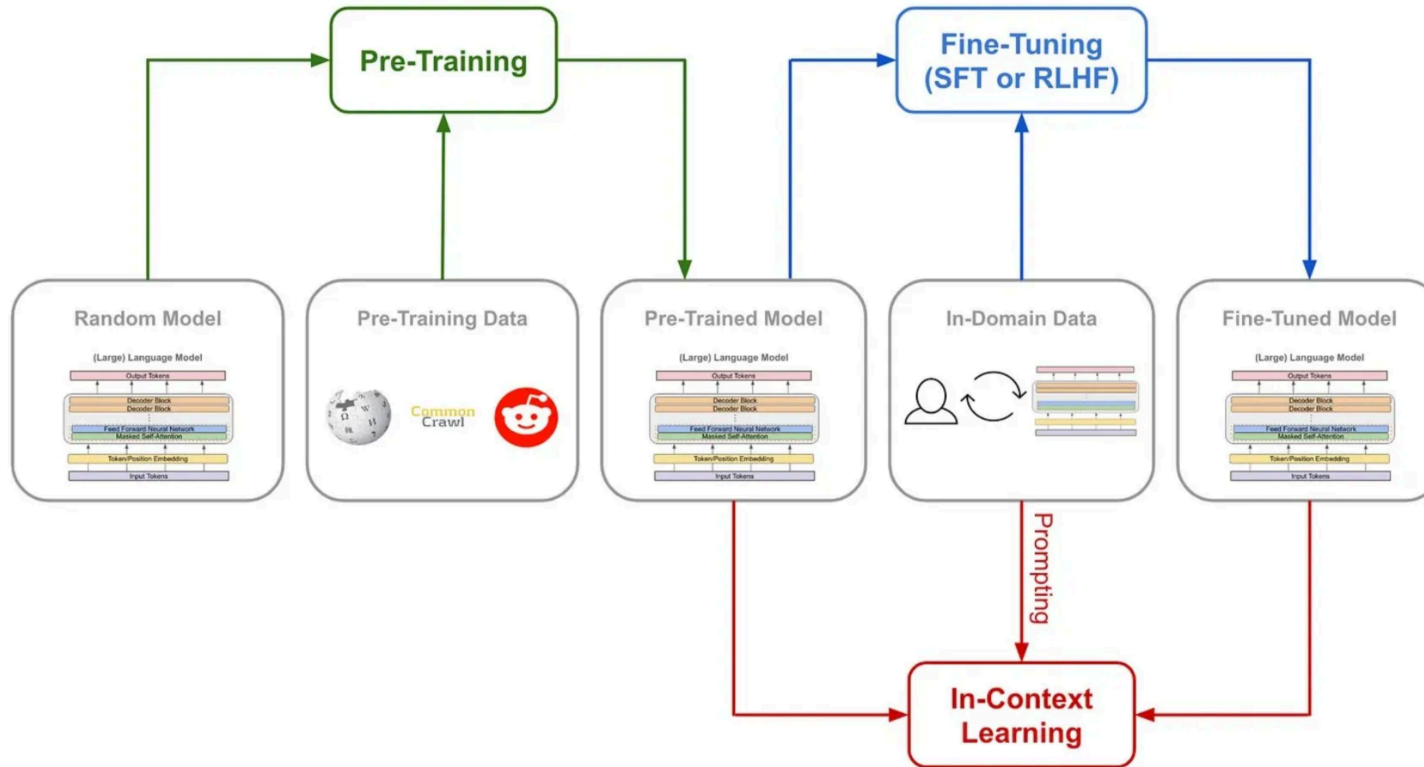 Pre-Training
Fine-Tuning
(SFT or RLHF)
Random Model
(Large) Language Model
Output Tokens
Decoder Block
Decoder Block
Feed Forward Neural Network
Masked Self-Attention
Token/Position Embedding
Input Tokens
Pre-Training Data
Common
Crawl
Pre-Trained Model
(Large) Language Model
Output Tokens
Decoder Block
Decoder Block
Feed Forward Neural Network
Masked Self-Attention
Token/Position Embedding
Input Tokens
In-Domain Data
Fine-Tuned Model
(Large) Language Model
Output Tokens
Decoder Block
Decoder Block
Feed Forward Neural Network
Masked Self-Attention
Token/Position Embedding
Input Tokens
Prompting
In-Context
Learning